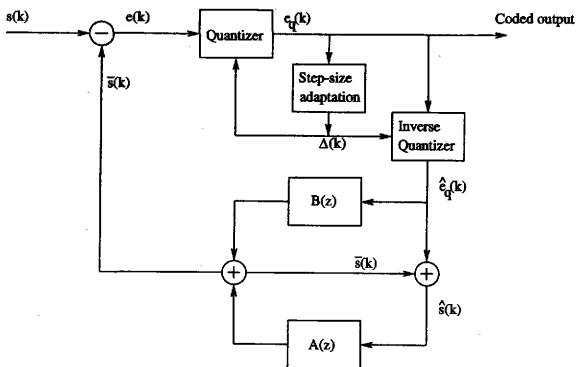 s(k)
e(k)
Quantizer
e_q(k)
Coded output
s̄(k)
Step-size
adaptation
Δ(k)
Inverse
Quantizer
ê_q(k)
B(z)
s̄(k)
ŝ(k)
A(z)